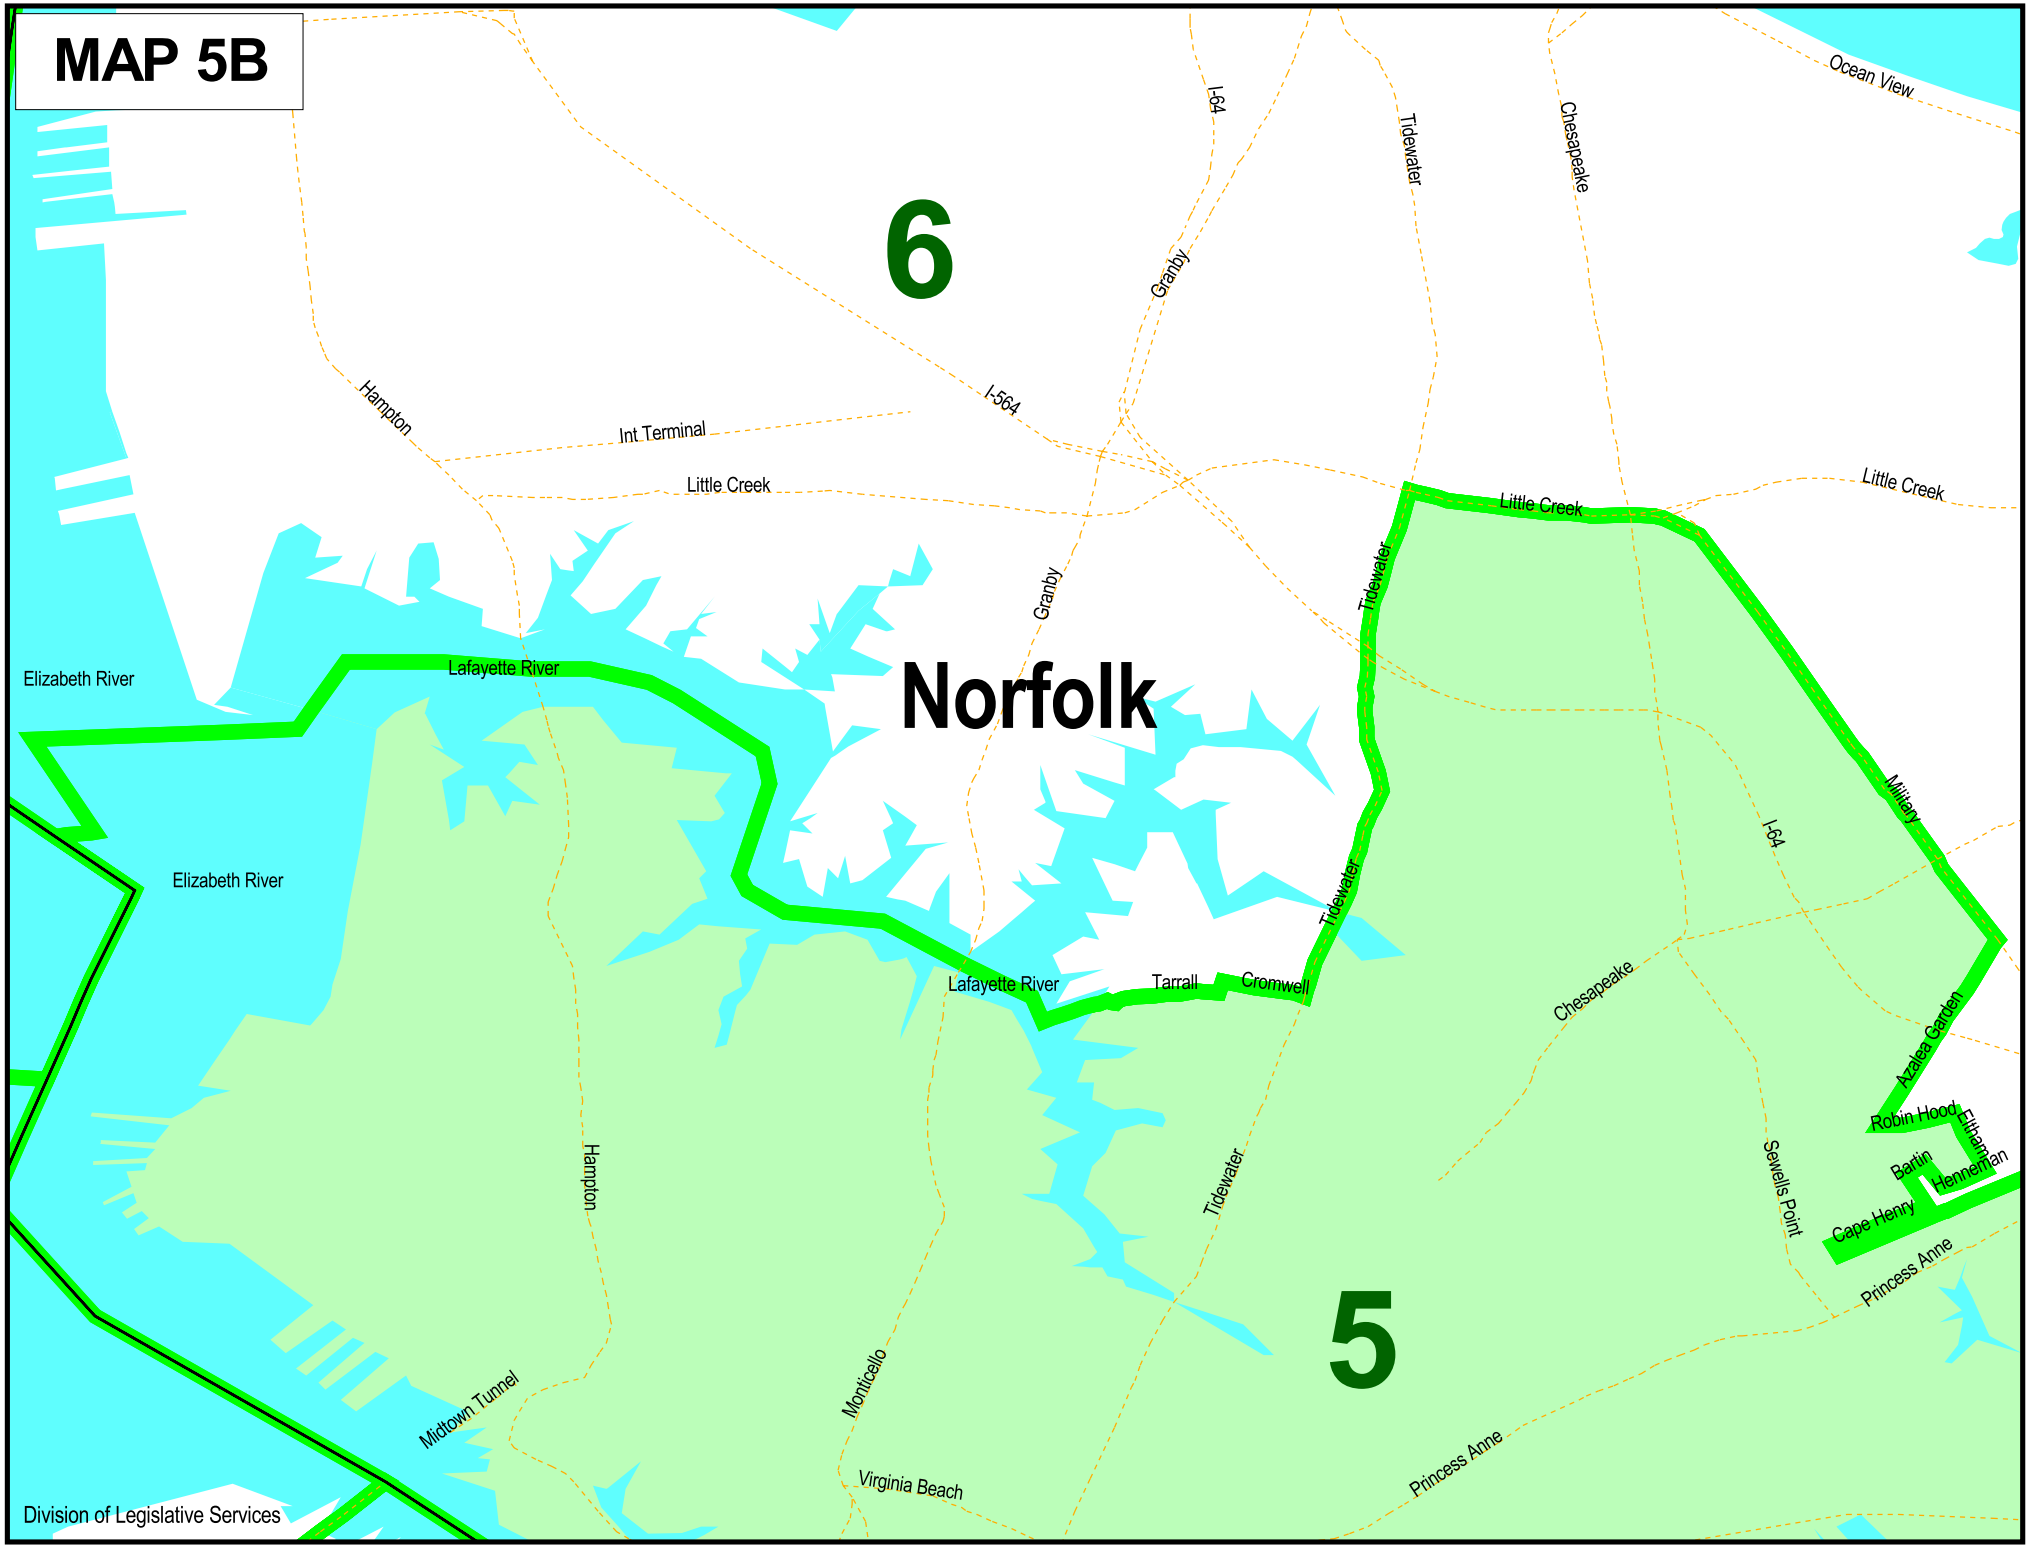 MAP 5B
Ocean View
I-64
Tidewater
Chesapeake
6
Granby
Hampton
I-564
Int Terminal
Little Creek
Little Creek
Little Creek
Tidewater
Granby
Lafayette River
Elizabeth River
Norfolk
Military
I-64
Elizabeth River
Tidewater
Lafayette River
Tarrall
Cromwell
Chesapeake
Azalea Garden
Robin Hood
Eltham
Hampton
Tidewater
Sewells Point
Bartin
Henneman
Cape Henry
Princess Anne
5
Monticello
Midtown Tunnel
Princess Anne
Virginia Beach
Division of Legislative Services